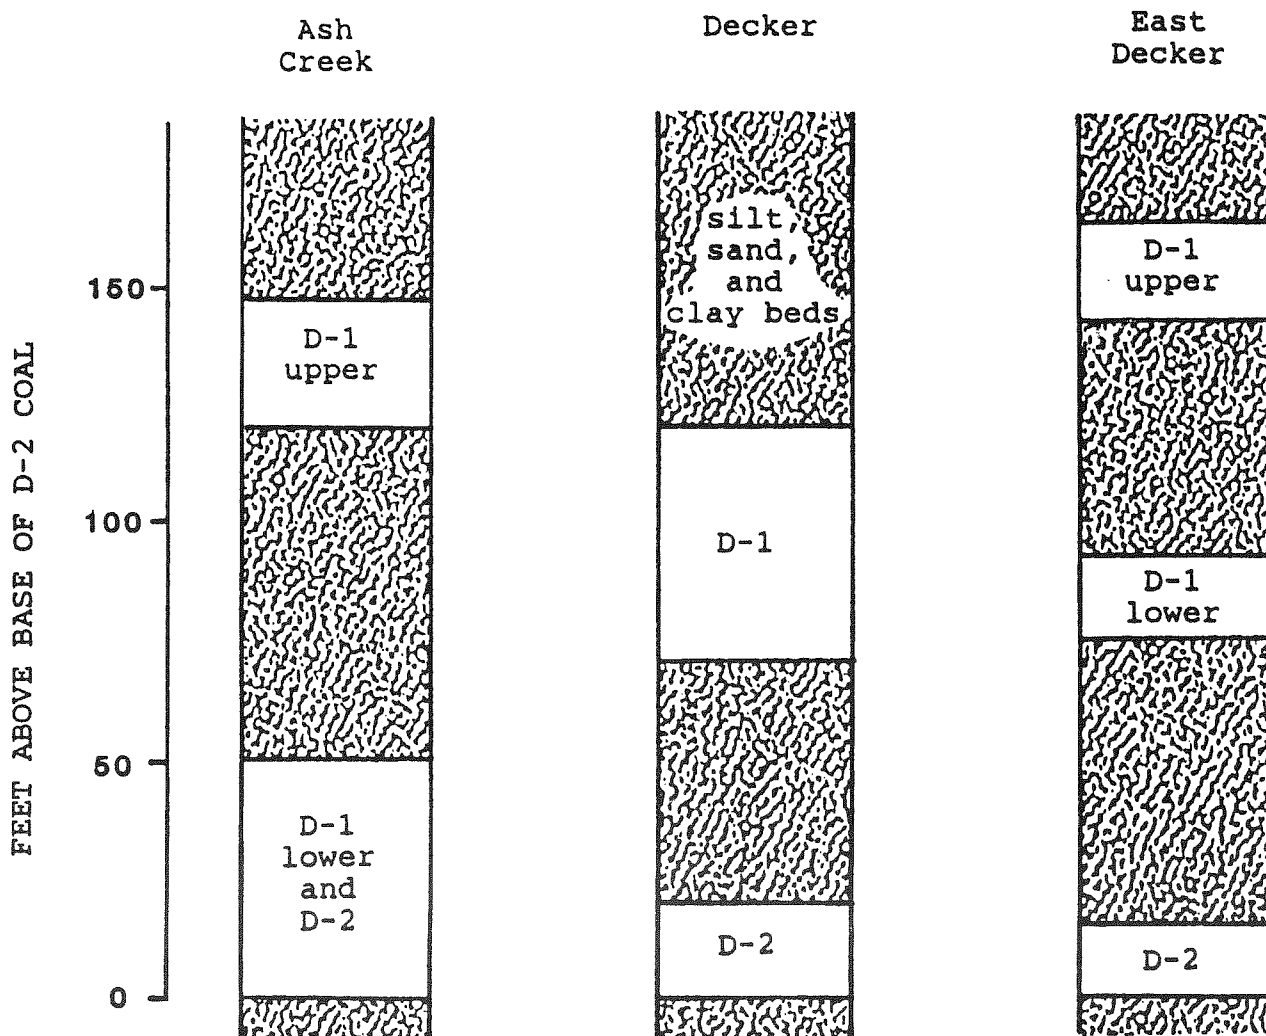 Ash
Creek
Decker
East
Decker
FEET ABOVE BASE OF D-2 COAL
150
100
50
0
D-1
upper
D-1
lower
and
D-2
silt,
sand,
and
clay beds
D-1
D-2
D-1
upper
D-1
lower
D-2